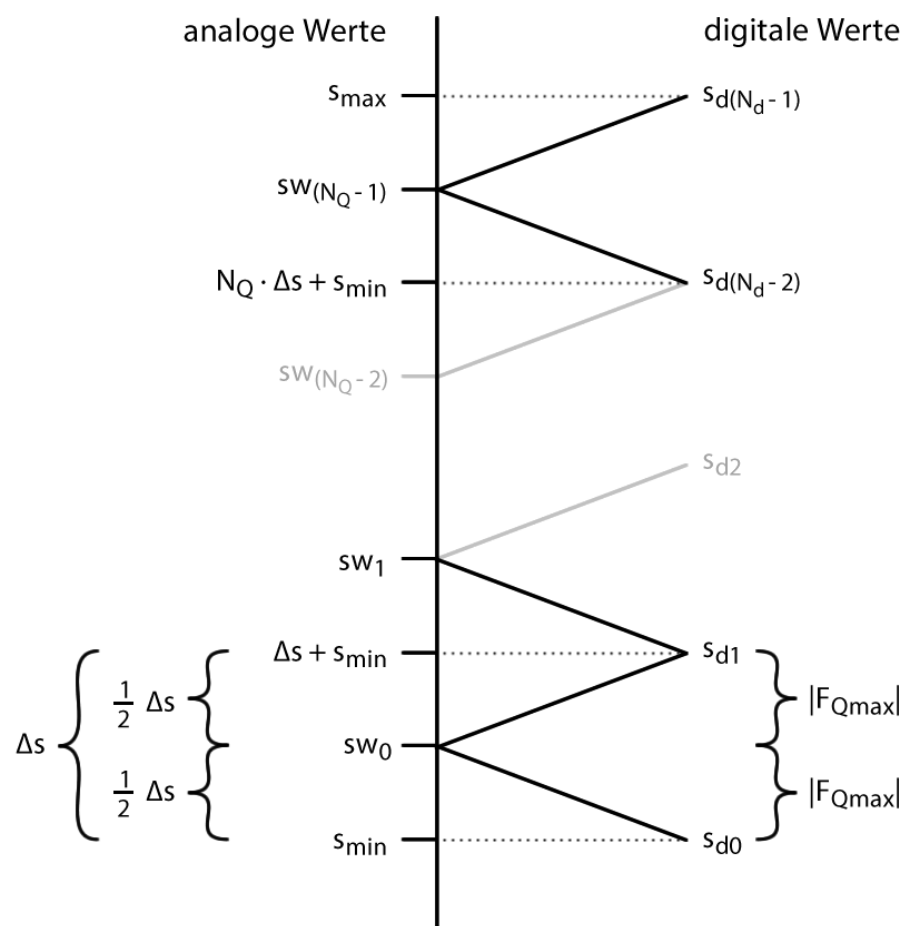 analoge Werte digitale Werte
s_max s_d(N_d - 1)
sw_(N_Q - 1)
N_Q · Δs + s_min s_d(N_d - 2)
sw_(N_Q - 2)
s_d2
sw_1
Δs + s_min s_d1
1/2 Δs |F_Qmax|
Δs sw_0
1/2 Δs |F_Qmax|
s_min s_d0